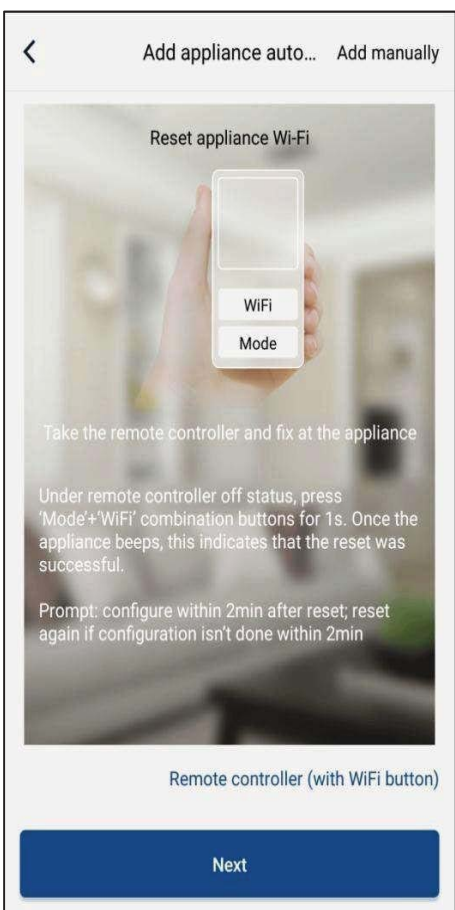 Add appliance auto... Add manually
Reset appliance Wi-Fi
WiFi
Mode
Take the remote controller and fix at the appliance
Under remote controller off status, press
'Mode'+'WiFi' combination buttons for 1s. Once the
appliance beeps, this indicates that the reset was
successful.
Prompt: configure within 2min after reset; reset
again if configuration isn't done within 2min
Remote controller (with WiFi button)
Next